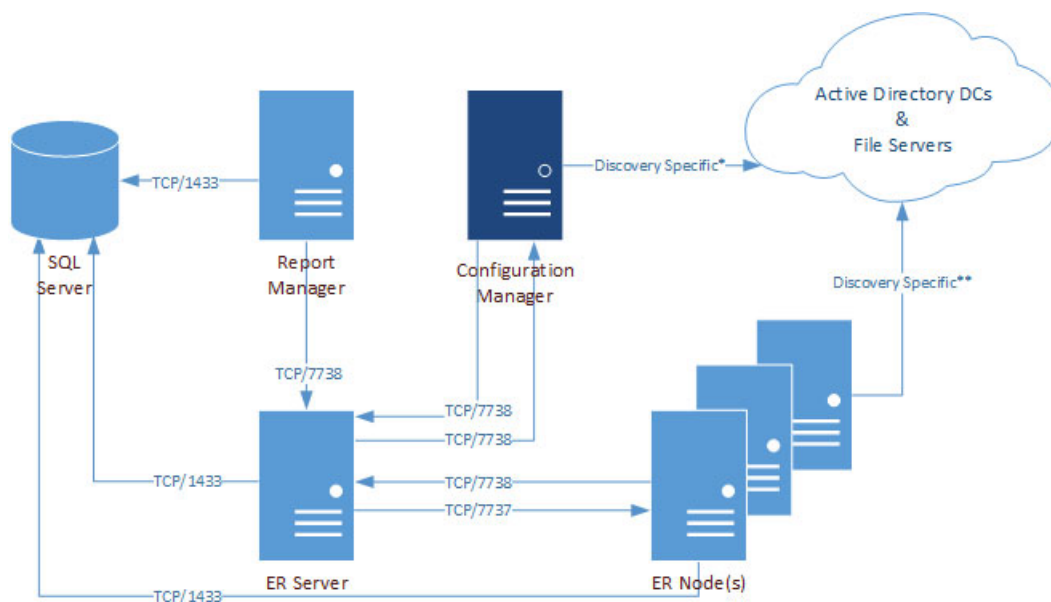 Active Directory DCs
&
File Servers
Discovery Specific*
TCP/1433
SQL
Server
Report
Manager
Configuration
Manager
Discovery Specific**
TCP/7738
TCP/7738
TCP/7738
TCP/1433
TCP/7738
TCP/7737
ER Server
ER Node(s)
TCP/1433